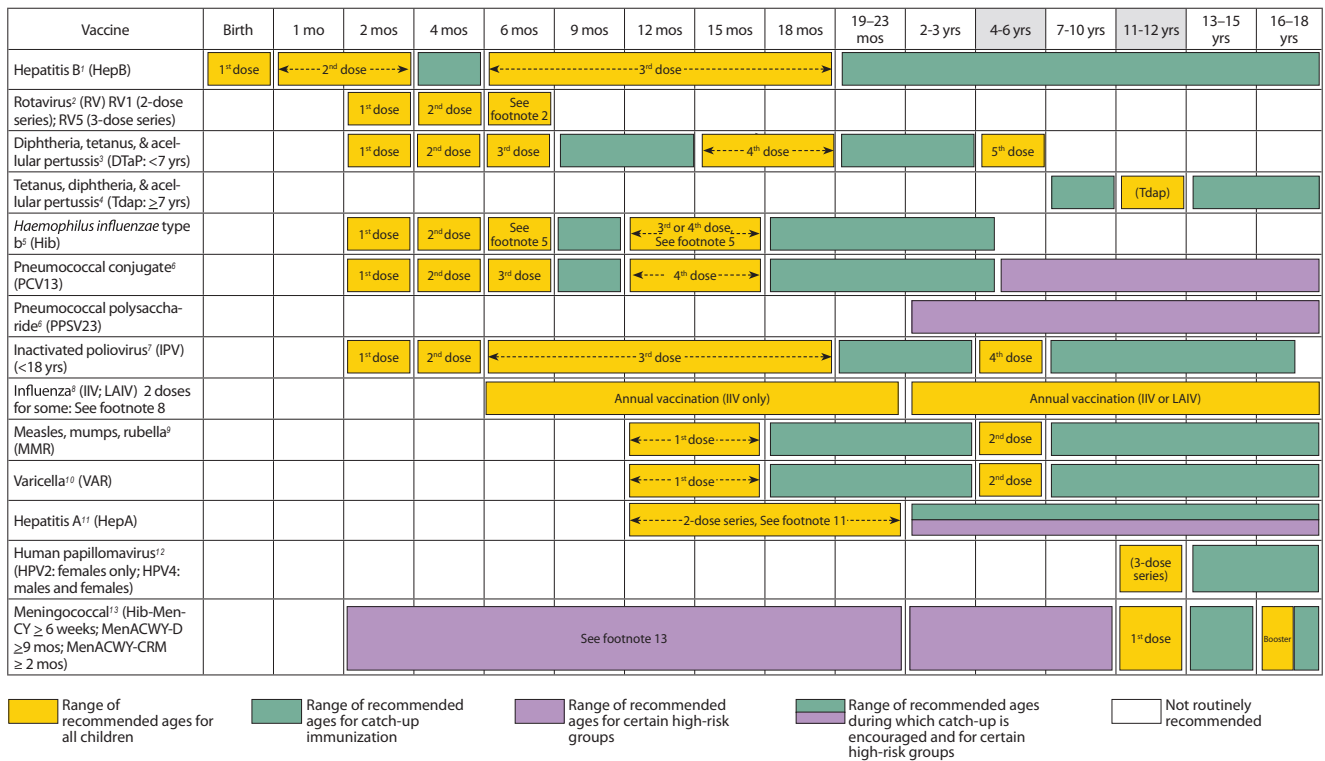 Vaccine
Birth
1 mo
2 mos
4 mos
6 mos
9 mos
12 mos
15 mos
18 mos
19–23
mos
2-3 yrs
4-6 yrs
7-10 yrs
11-12 yrs
13–15
yrs
16–18
yrs
Hepatitis B¹ (HepB)
1st dose
2nd dose
3rd dose
Rotavirus² (RV) RV1 (2-dose
series); RV5 (3-dose series)
1st dose
2nd dose
See
footnote 2
Diphtheria, tetanus, & acel-
lular pertussis³ (DTaP: <7 yrs)
1st dose
2nd dose
3rd dose
4th dose
5th dose
Tetanus, diphtheria, & acel-
lular pertussis⁴ (Tdap: ≥7 yrs)
(Tdap)
Haemophilus influenzae type
b⁵ (Hib)
1st dose
2nd dose
See
footnote 5
3rd or 4th dose,
See footnote 5
Pneumococcal conjugate⁶
(PCV13)
1st dose
2nd dose
3rd dose
4th dose
Pneumococcal polysaccha-
ride⁶ (PPSV23)
Inactivated poliovirus⁷ (IPV)
(<18 yrs)
1st dose
2nd dose
3rd dose
4th dose
Influenza⁸ (IIV; LAIV) 2 doses
for some: See footnote 8
Annual vaccination (IIV only)
Annual vaccination (IIV or LAIV)
Measles, mumps, rubella⁹
(MMR)
1st dose
2nd dose
Varicella¹⁰ (VAR)
1st dose
2nd dose
Hepatitis A¹¹ (HepA)
2-dose series, See footnote 11
Human papillomavirus¹²
(HPV2: females only; HPV4:
males and females)
(3-dose
series)
Meningococcal¹³ (Hib-Men-
CY ≥ 6 weeks; MenACWY-D
≥9 mos; MenACWY-CRM
≥ 2 mos)
See footnote 13
1st dose
Booster
Range of
recommended ages for
all children
Range of recommended
ages for catch-up
immunization
Range of recommended
ages for certain high-risk
groups
Range of recommended ages
during which catch-up is
encouraged and for certain
high-risk groups
Not routinely
recommended